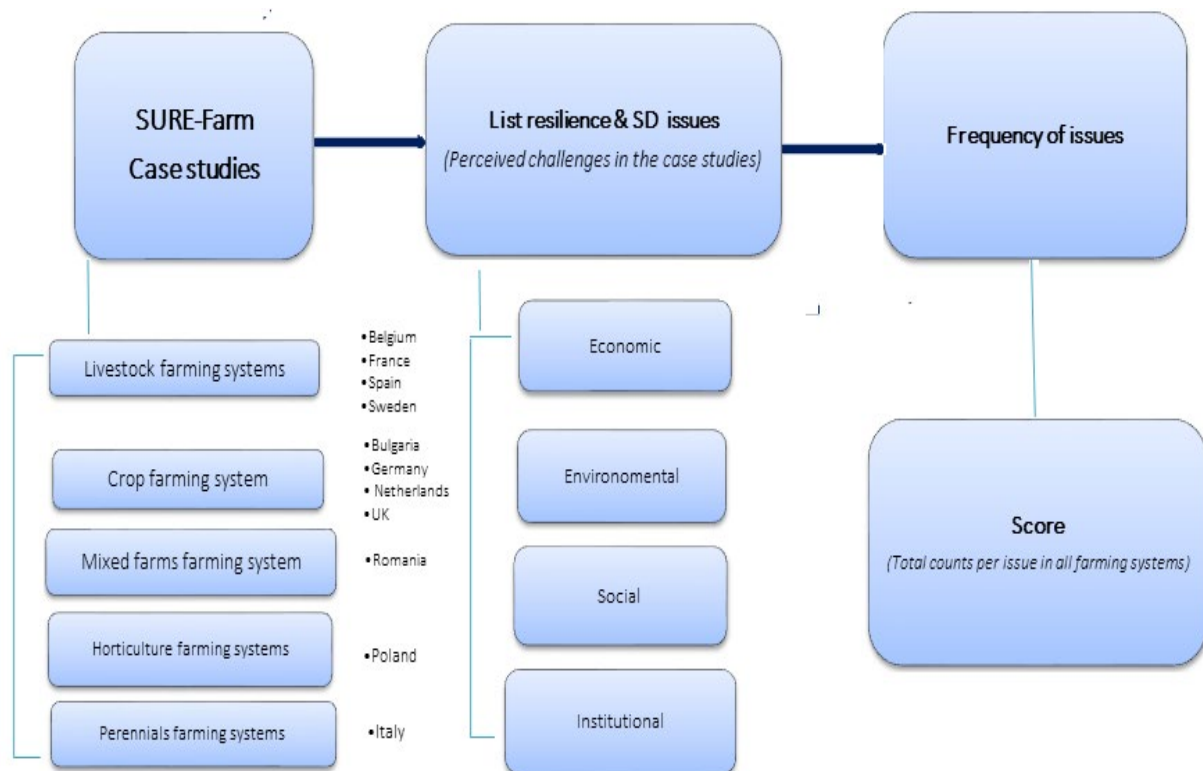 SURE-Farm
Case studies
List resilience & SD issues
(Perceived challenges in the case studies)
Frequency of issues
Livestock farming systems
•Belgium
•France
•Spain
•Sweden
Crop farming system
•Bulgaria
•Germany
• Netherlands
•UK
Mixed farms farming system
•Romania
Horticulture farming systems
•Poland
Perennials farming systems
•Italy
Economic
Environomental
Social
Institutional
Score
(Total counts per issue in all farming systems)